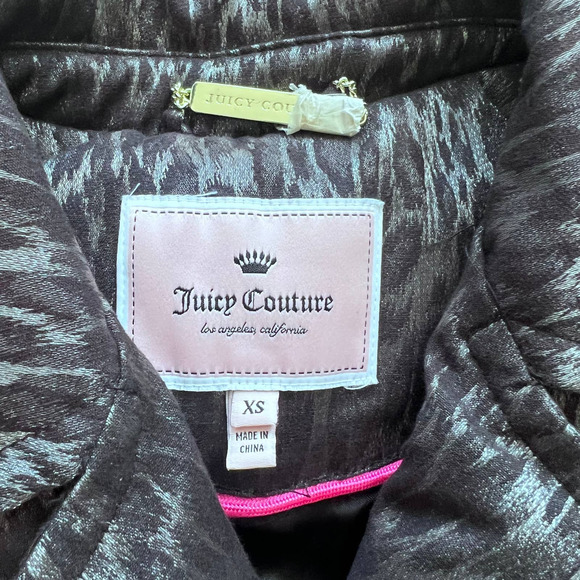 JUICY COU
Juicy Couture
los angeles, california
XS
MADE IN
CHINA